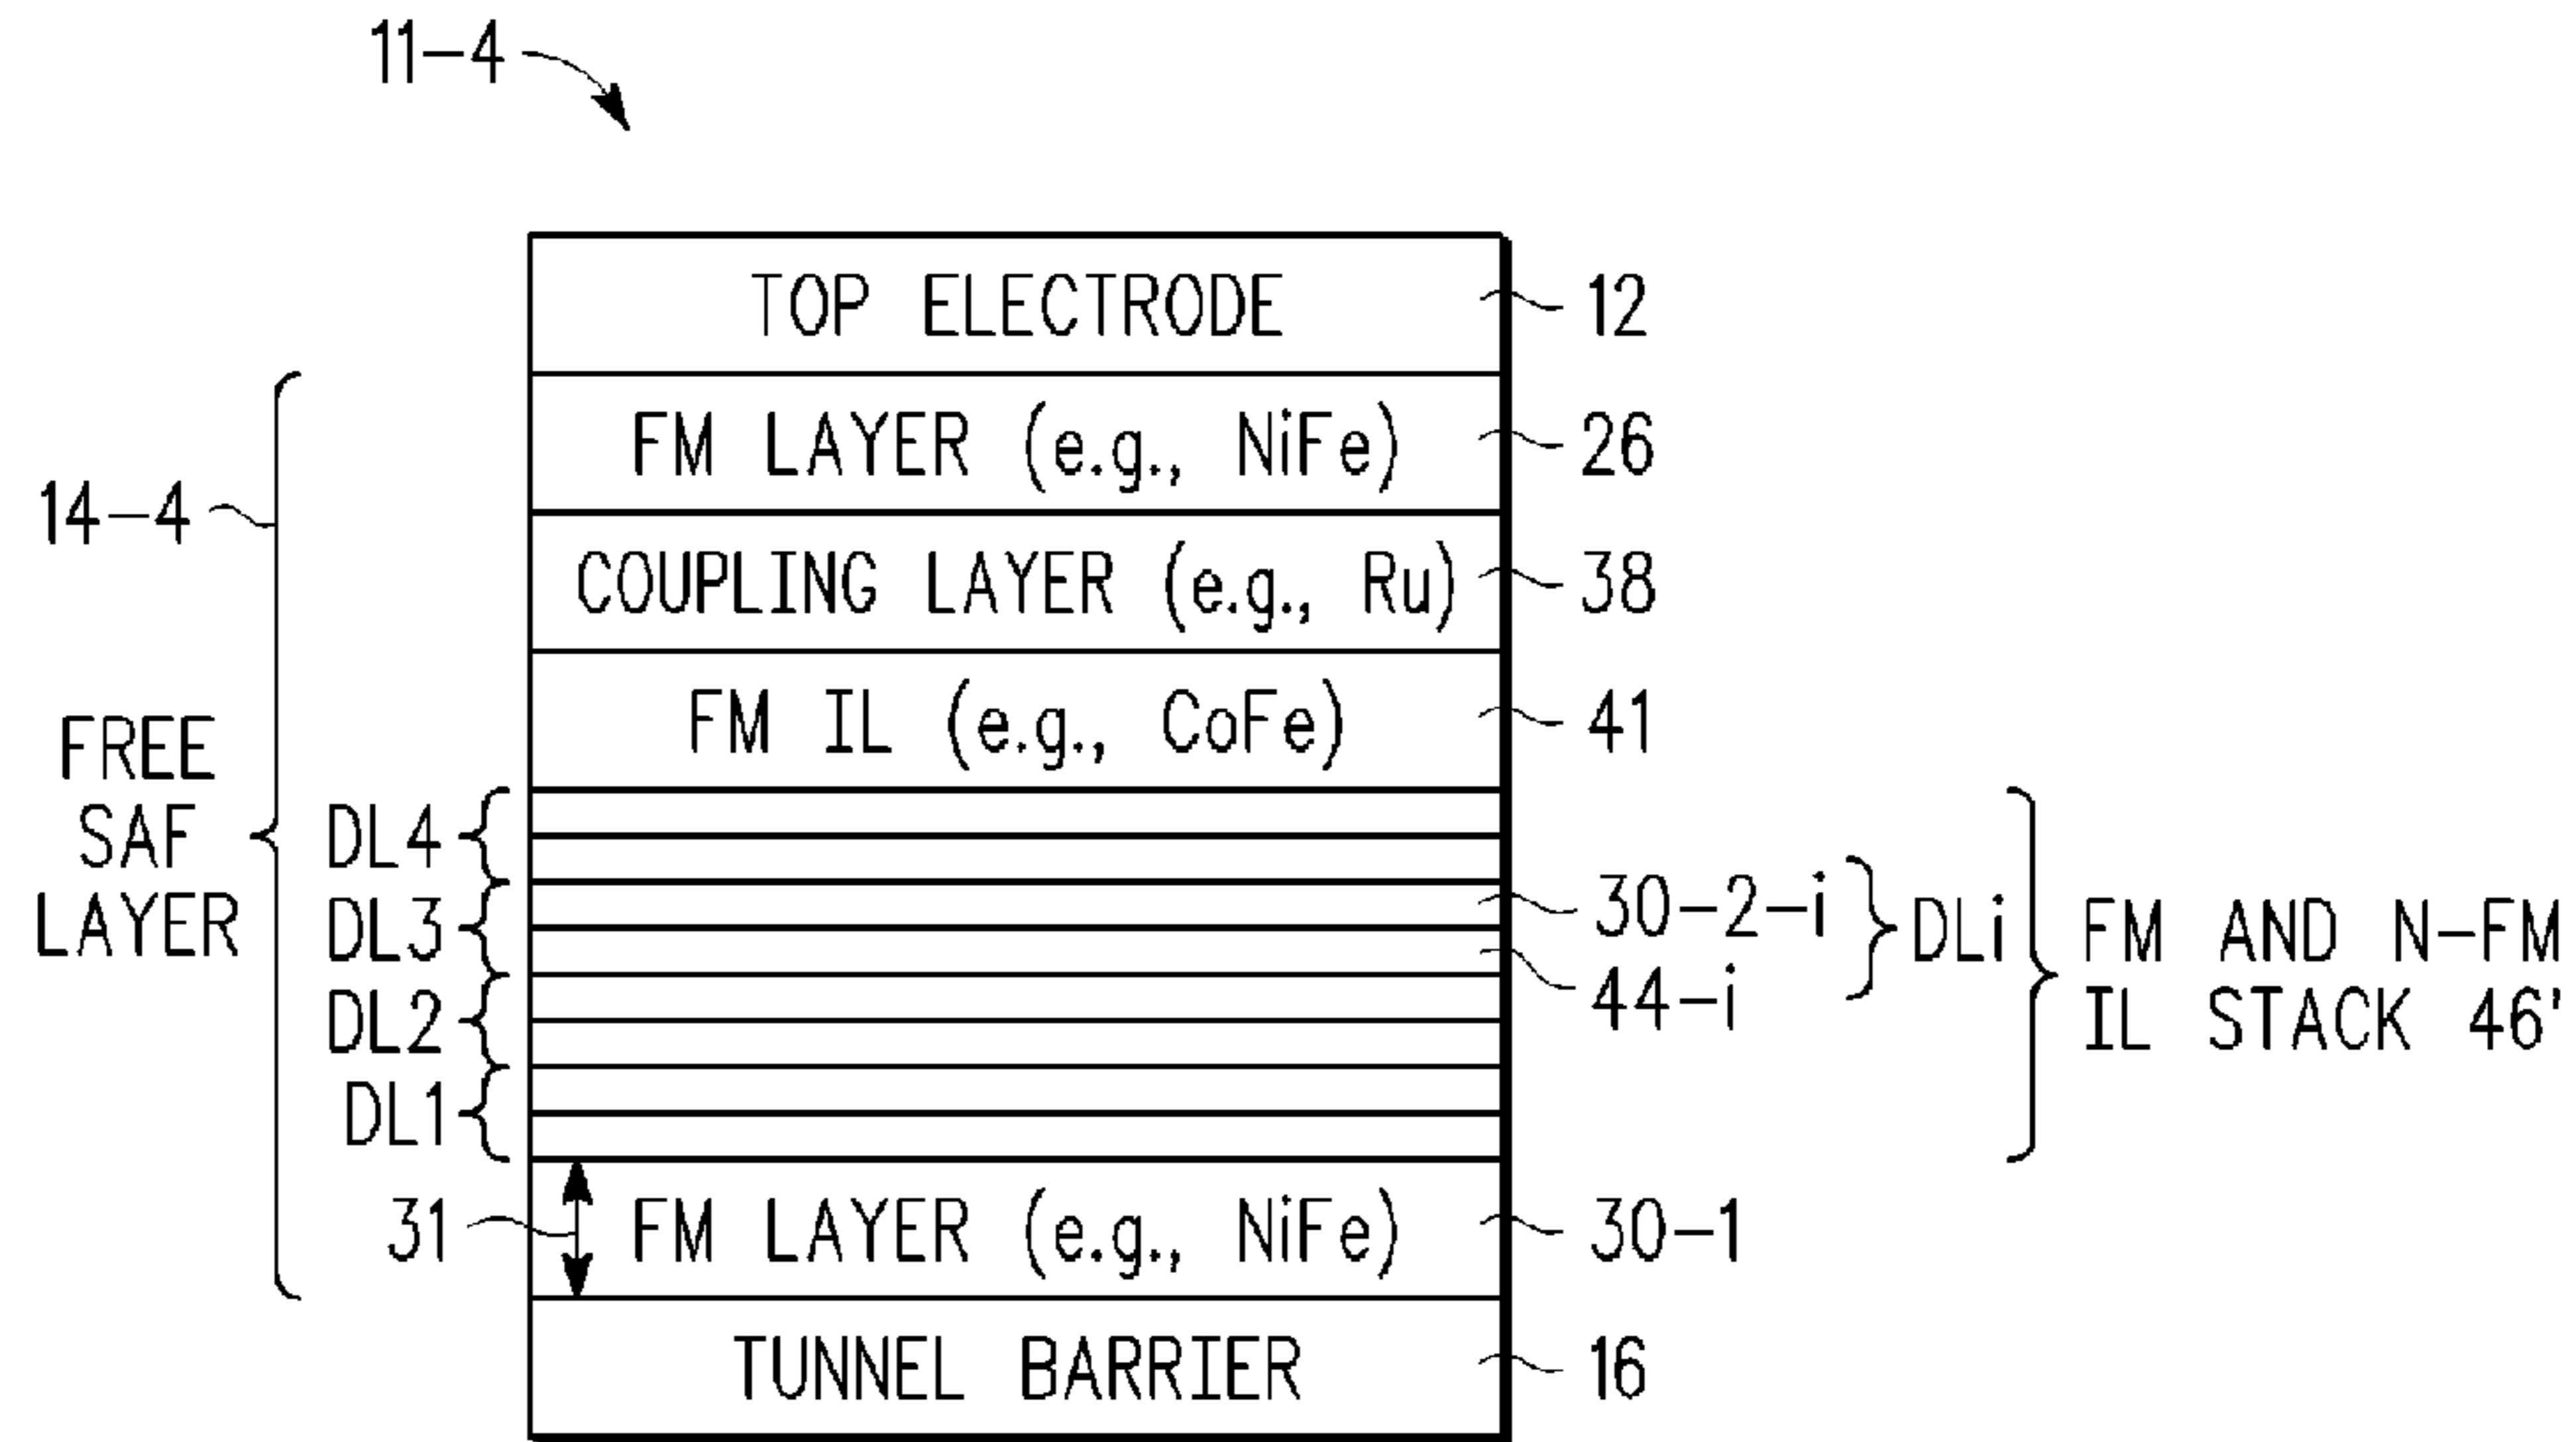 11-4
TOP ELECTRODE 12
FM LAYER (e.g., NiFe) 26
14-4
COUPLING LAYER (e.g., Ru) 38
FM IL (e.g., CoFe) 41
FREE
SAF
LAYER
DL4
DL3
DL2
DL1
30-2-i
44-i
DLi
FM AND N-FM
IL STACK 46'
31
FM LAYER (e.g., NiFe) 30-1
TUNNEL BARRIER 16